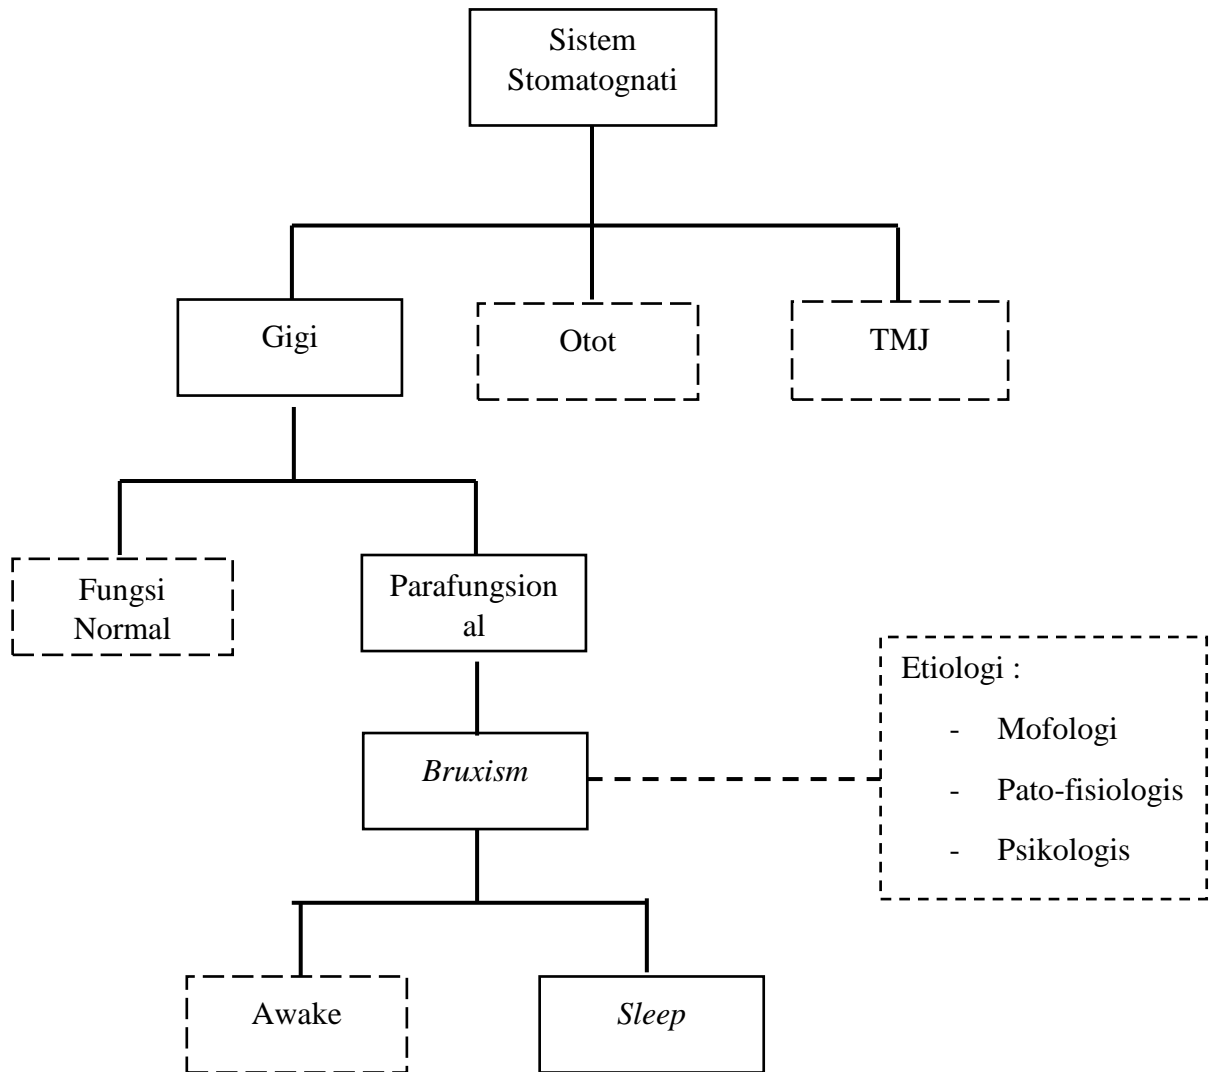 Sistem
Stomatognati
Gigi
Otot
TMJ
Fungsi
Normal
Parafungsion
al
Etiologi :
- Mofologi
- Pato-fisiologis
- Psikologis
Bruxism
Awake
Sleep